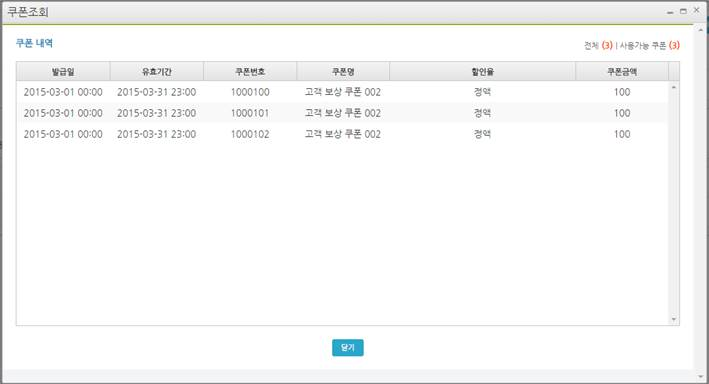 쿠폰조회
쿠폰 내역
전체 (3) | 사용가능 쿠폰 (3)
발급일 유효기간 쿠폰번호 쿠폰명 할인율 쿠폰금액
2015-03-01 00:00 2015-03-31 23:00 1000100 고객 보상 쿠폰 002 정액 100
2015-03-01 00:00 2015-03-31 23:00 1000101 고객 보상 쿠폰 002 정액 100
2015-03-01 00:00 2015-03-31 23:00 1000102 고객 보상 쿠폰 002 정액 100
닫기